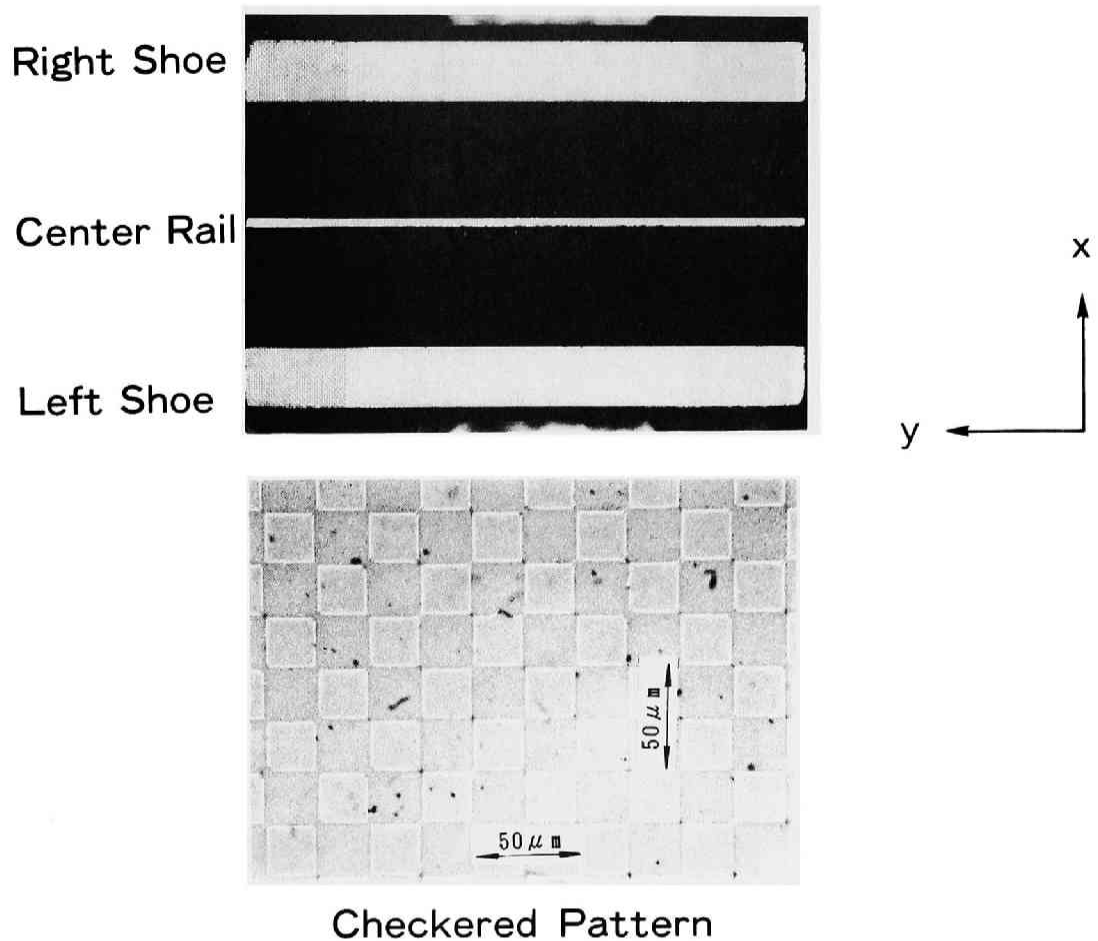 Right Shoe
Center Rail
Left Shoe
x
y
50μm
50μm
Checkered Pattern